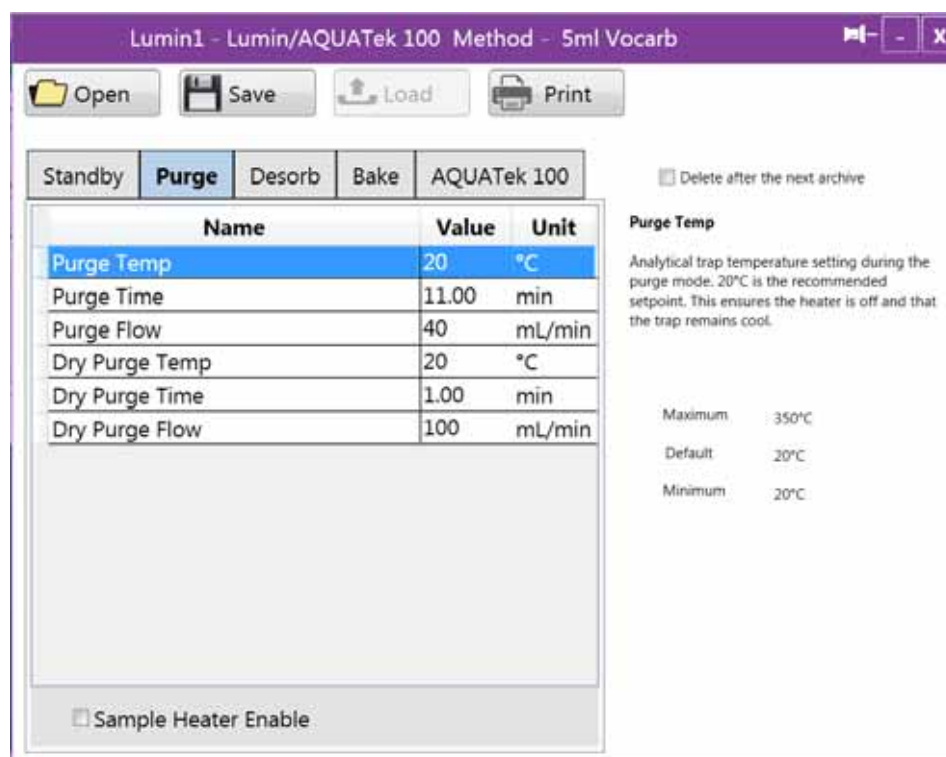 Lumin1 - Lumin/AQUATek 100 Method - 5ml Vocarb
Open Save Load Print
Standby Purge Desorb Bake AQUATek 100
Delete after the next archive
Name Value Unit
Purge Temp 20 °C
Purge Time 11.00 min
Purge Flow 40 mL/min
Dry Purge Temp 20 °C
Dry Purge Time 1.00 min
Dry Purge Flow 100 mL/min
Sample Heater Enable
Purge Temp
Analytical trap temperature setting during the
purge mode. 20°C is the recommended
setpoint. This ensures the heater is off and that
the trap remains cool.
Maximum 350°C
Default 20°C
Minimum 20°C